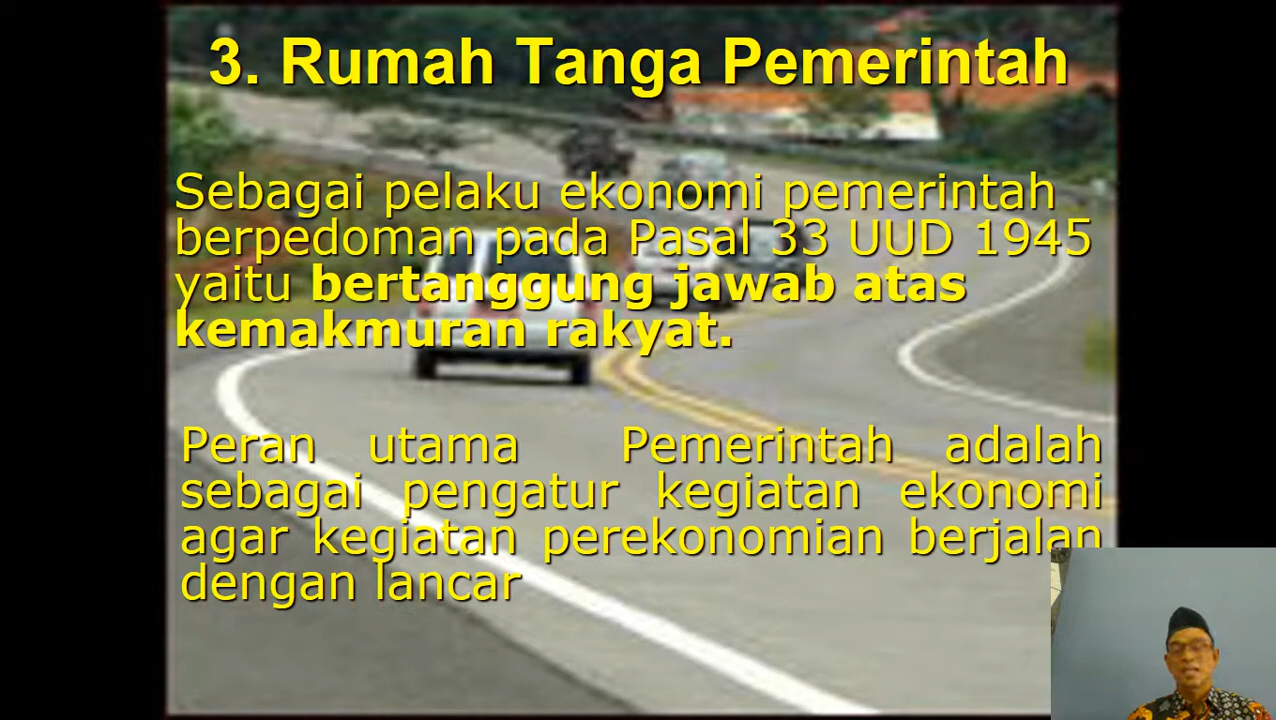 3. Rumah Tanga Pemerintah
Sebagai pelaku ekonomi pemerintah
berpedoman pada Pasal 33 UUD 1945
yaitu bertanggung jawab atas
kemakmuran rakyat.
Peran utama Pemerintah adalah
sebagai pengatur kegiatan ekonomi
agar kegiatan perekonomian berjalan
dengan lancar